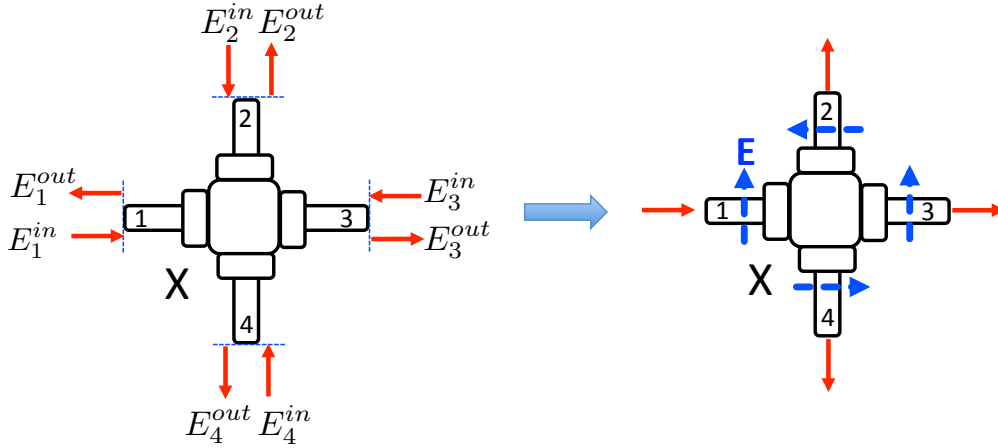 E_2^{in} E_2^{out}
2
E_1^{out}
E_1^{in}
1
3
E_3^{in}
E_3^{out}
X
4
E_4^{out} E_4^{in}
2
E
1
3
X
4